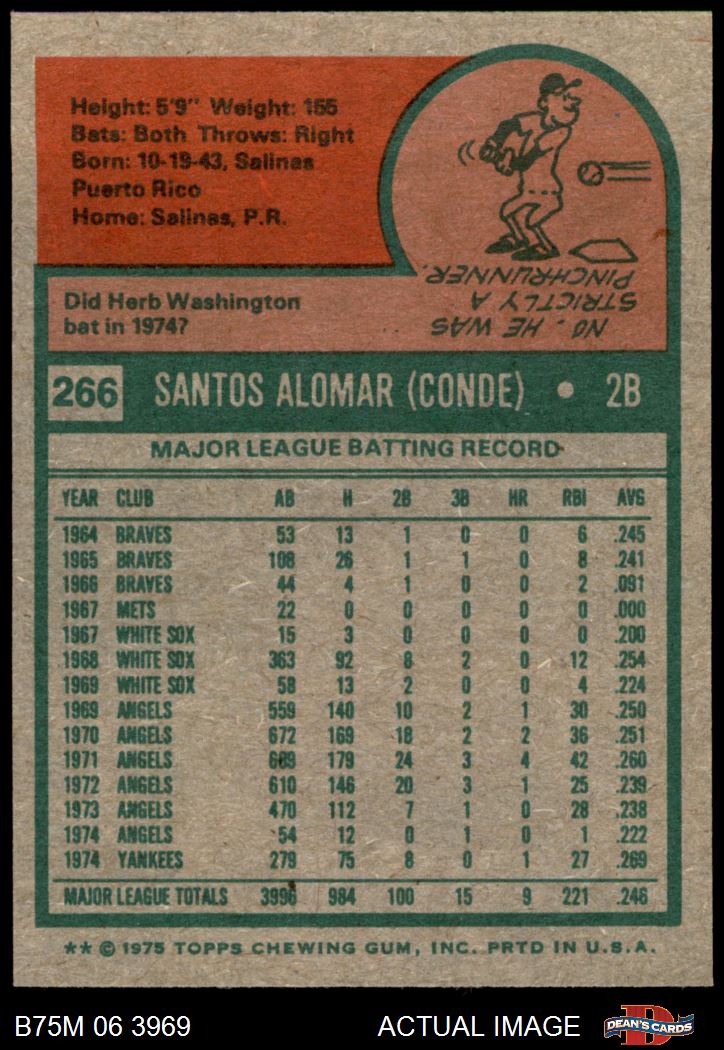 Height: 5'9" Weight: 155
Bats: Both Throws: Right
Born: 10-19-43, Salinas
Puerto Rico
Home: Salinas, P.R.
Did Herb Washington
bat in 1974?
NO. HE WAS
STRICTLY A
PINCHRUNNER.
266 SANTOS ALOMAR (CONDE) • 2B
MAJOR LEAGUE BATTING RECORD
YEAR CLUB AB H 2B 3B HR RBI AVG
1964 BRAVES 53 13 1 0 0 6 .245
1965 BRAVES 108 26 1 1 0 8 .241
1966 BRAVES 44 4 1 0 0 2 .091
1967 METS 22 0 0 0 0 0 .000
1967 WHITE SOX 15 3 0 0 0 0 .200
1968 WHITE SOX 363 92 8 2 0 12 .254
1969 WHITE SOX 58 13 2 0 0 4 .224
1969 ANGELS 559 140 10 2 1 30 .250
1970 ANGELS 672 169 18 2 2 36 .251
1971 ANGELS 689 179 24 3 4 42 .260
1972 ANGELS 610 146 20 3 1 25 .239
1973 ANGELS 470 112 7 1 0 28 .238
1974 ANGELS 54 12 0 1 0 1 .222
1974 YANKEES 279 75 8 0 1 27 .269
MAJOR LEAGUE TOTALS 3996 984 100 15 9 221 .246
** © 1975 TOPPS CHEWING GUM, INC. PRTD IN U.S.A.
B75M 06 3969 ACTUAL IMAGE DEAN'S CARDS